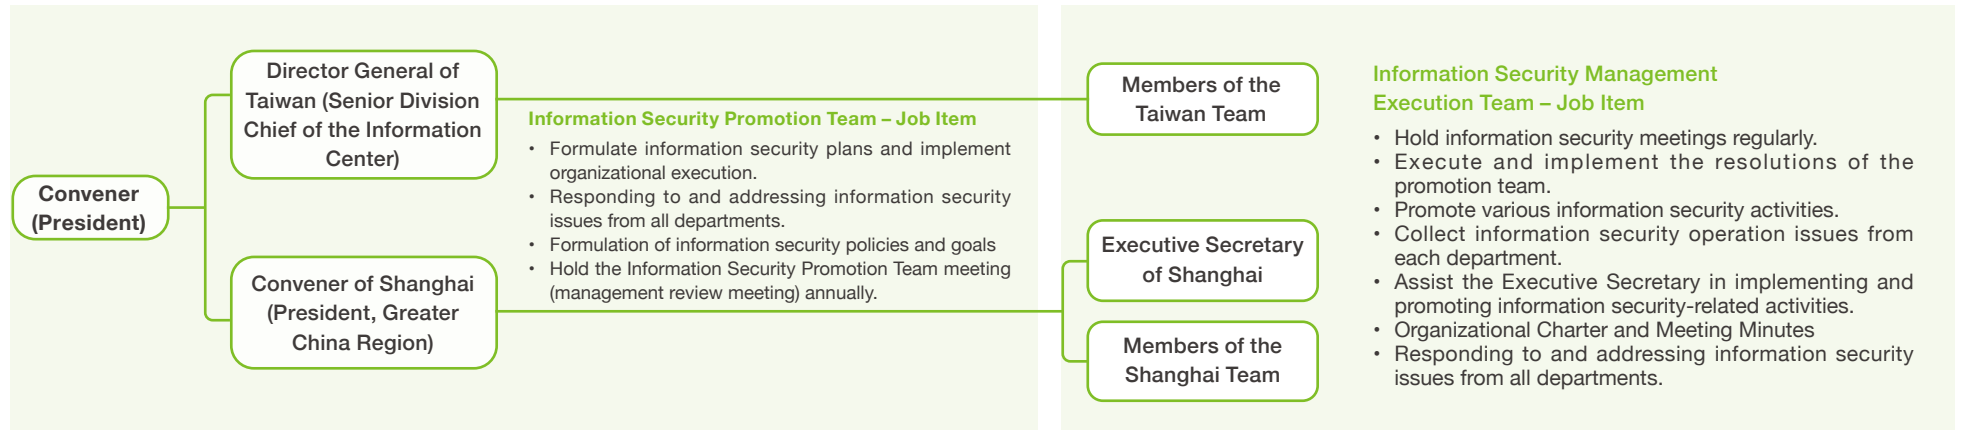 Convener
(President)
Director General of
Taiwan (Senior Division
Chief of the Information
Center)
Convener of Shanghai
(President, Greater
China Region)
Information Security Promotion Team – Job Item
• Formulate information security plans and implement
organizational execution.
• Responding to and addressing information security
issues from all departments.
• Formulation of information security policies and goals
• Hold the Information Security Promotion Team meeting
(management review meeting) annually.
Members of the
Taiwan Team
Executive Secretary
of Shanghai
Members of the
Shanghai Team
Information Security Management
Execution Team – Job Item
• Hold information security meetings regularly.
• Execute and implement the resolutions of the
promotion team.
• Promote various information security activities.
• Collect information security operation issues from
each department.
• Assist the Executive Secretary in implementing and
promoting information security-related activities.
• Organizational Charter and Meeting Minutes
• Responding to and addressing information security
issues from all departments.